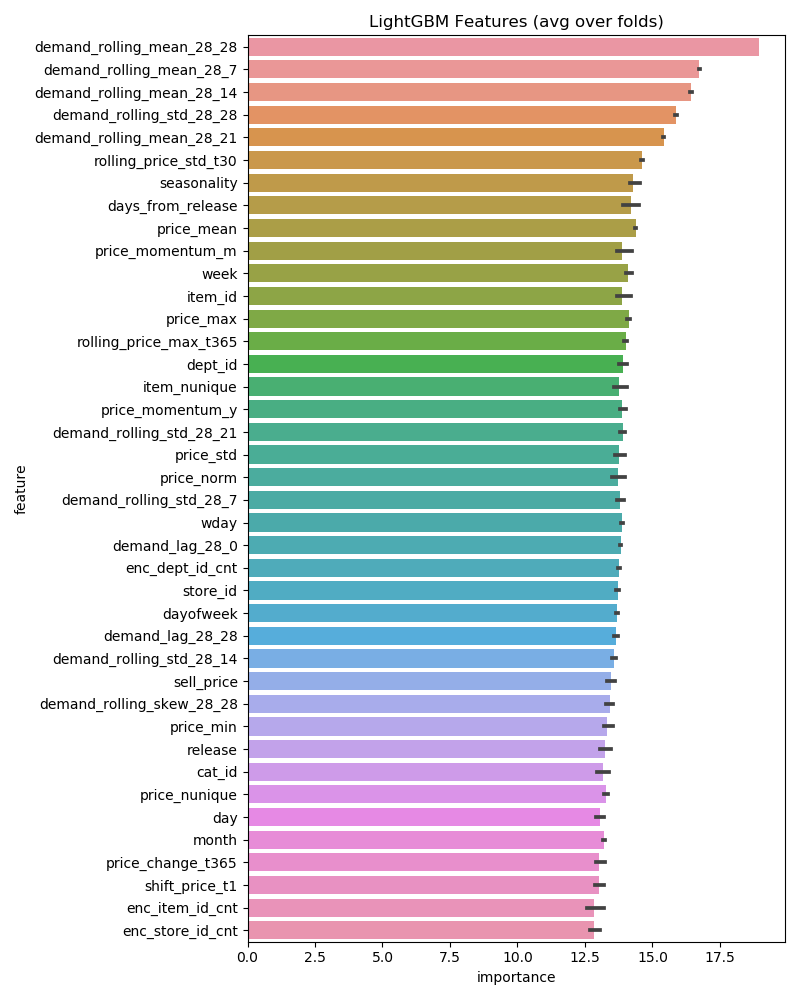 LightGBM Features (avg over folds)
demand_rolling_mean_28_28
demand_rolling_mean_28_7
demand_rolling_mean_28_14
demand_rolling_std_28_28
demand_rolling_mean_28_21
rolling_price_std_t30
seasonality
days_from_release
price_mean
price_momentum_m
week
item_id
price_max
rolling_price_max_t365
dept_id
item_nunique
price_momentum_y
demand_rolling_std_28_21
price_std
price_norm
demand_rolling_std_28_7
wday
demand_lag_28_0
enc_dept_id_cnt
store_id
dayofweek
demand_lag_28_28
demand_rolling_std_28_14
sell_price
demand_rolling_skew_28_28
price_min
release
cat_id
price_nunique
day
month
price_change_t365
shift_price_t1
enc_item_id_cnt
enc_store_id_cnt
feature
0.0 2.5 5.0 7.5 10.0 12.5 15.0 17.5
importance